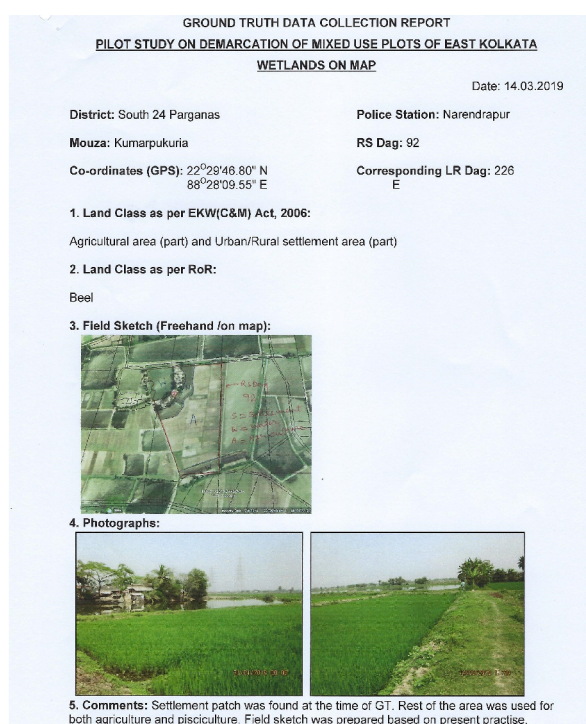 GROUND TRUTH DATA COLLECTION REPORT
PILOT STUDY ON DEMARCATION OF MIXED USE PLOTS OF EAST KOLKATA
WETLANDS ON MAP
Date: 14.03.2019
District: South 24 Parganas
Police Station: Narendrapur
Mouza: Kumarpukuria
RS Dag: 92
Co-ordinates (GPS): 22°29'46.80" N
88°28'09.55" E
Corresponding LR Dag: 226
E
1. Land Class as per EKW(C&M) Act, 2006:
Agricultural area (part) and Urban/Rural settlement area (part)
2. Land Class as per RoR:
Beel
3. Field Sketch (Freehand /on map):
92
A
4. Photographs:
5. Comments: Settlement patch was found at the time of GT. Rest of the area was used for
both agriculture and pisciculture. Field sketch was prepared based on present practise.